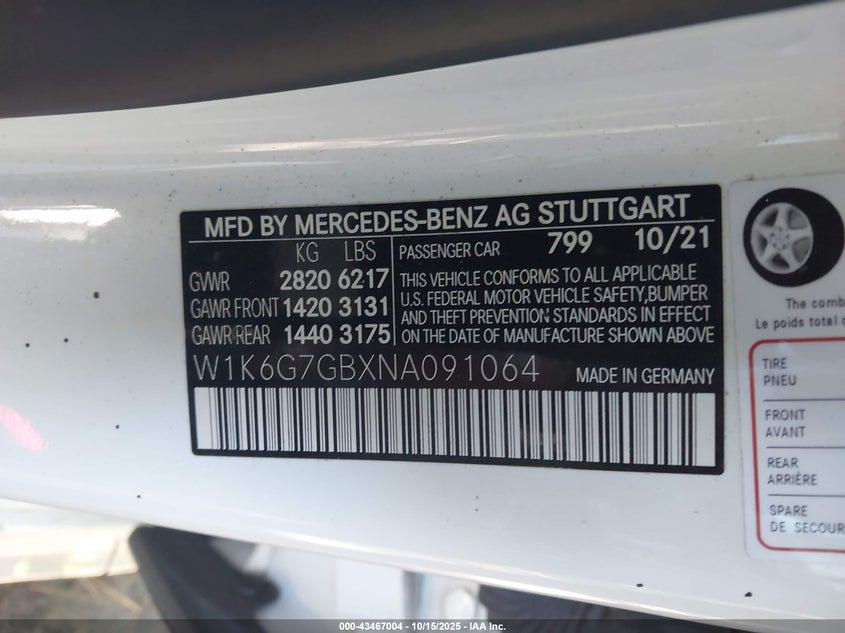 MFD BY MERCEDES-BENZ AG STUTTGART
KG LBS
GVWR 2820 6217
GAWR FRONT 1420 3131
GAWR REAR 1440 3175
PASSENGER CAR 799 10/21
THIS VEHICLE CONFORMS TO ALL APPLICABLE
U.S. FEDERAL MOTOR VEHICLE SAFETY,BUMPER
AND THEFT PREVENTION STANDARDS IN EFFECT
ON THE DATE OF MANUFACTURE SHOWN ABOVE
W1K6G7GBXNA091064 MADE IN GERMANY
The comb
Le poids total d
TIRE
PNEU
FRONT
AVANT
REAR
ARRIÈRE
SPARE
DE SECOUR
000-43467004 - 10/15/2025 - IAA Inc.